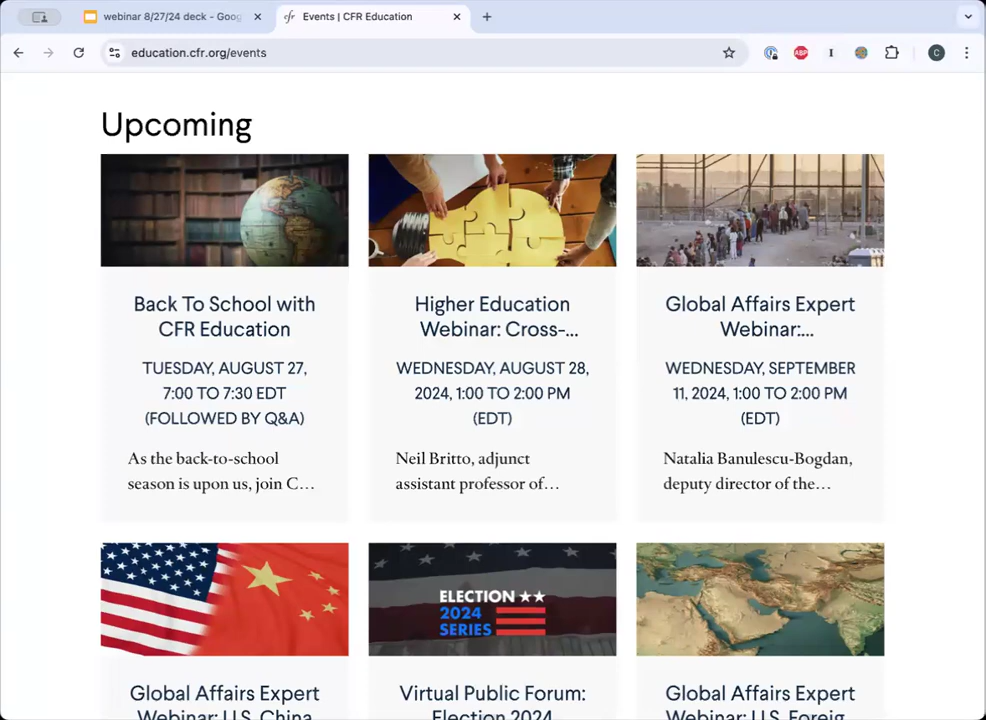 webinar 8/27/24 deck - Goog
cfr Events | CFR Education
education.cfr.org/events
ABP
I
C
Upcoming
Back To School with
CFR Education
TUESDAY, AUGUST 27,
7:00 TO 7:30 EDT
(FOLLOWED BY Q&A)
As the back-to-school
season is upon us, join C...
Higher Education
Webinar: Cross-...
WEDNESDAY, AUGUST 28,
2024, 1:00 TO 2:00 PM
(EDT)
Neil Britto, adjunct
assistant professor of...
Global Affairs Expert
Webinar:...
WEDNESDAY, SEPTEMBER
11, 2024, 1:00 TO 2:00 PM
(EDT)
Natalia Banulescu-Bogdan,
deputy director of the...
Global Affairs Expert
Webinar: U.S. China
ELECTION
2024
SERIES
Virtual Public Forum:
Election 2024
Global Affairs Expert
Webinar: U.S. Foreig